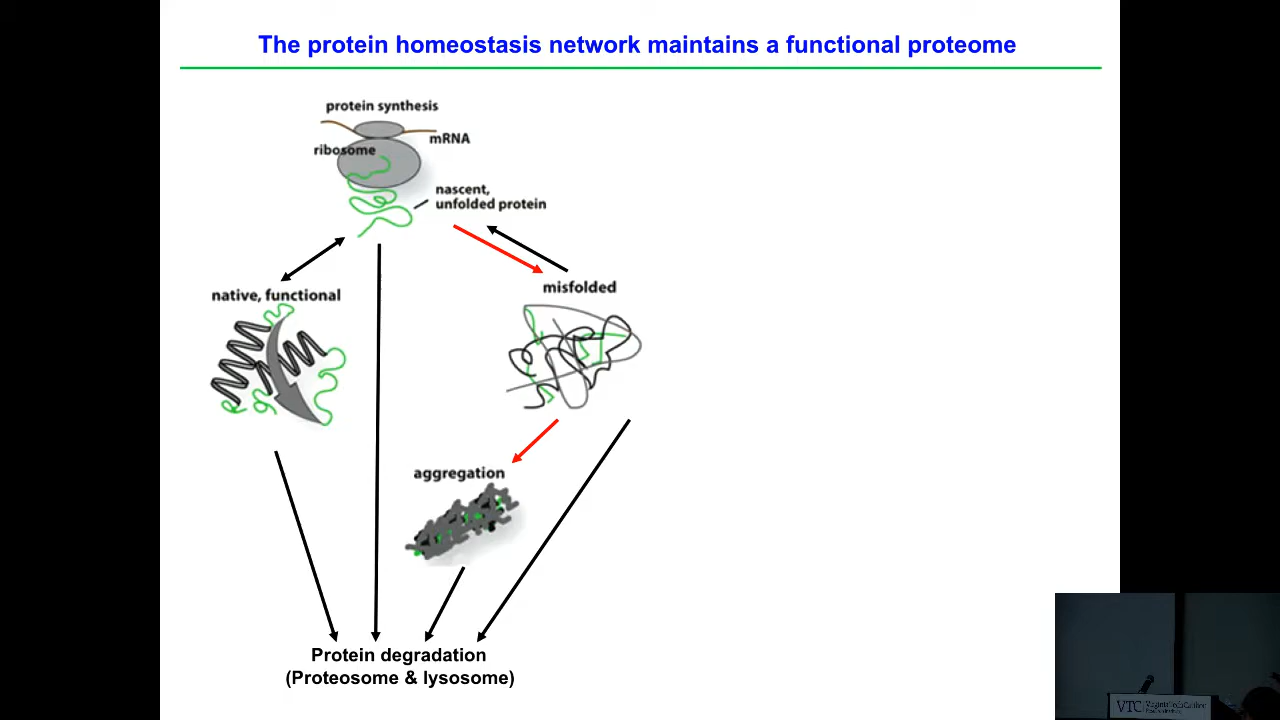 The protein homeostasis network maintains a functional proteome
protein synthesis
mRNA
ribosome
nascent,
unfolded protein
native, functional
misfolded
aggregation
Protein degradation
(Proteosome & lysosome)
VTC